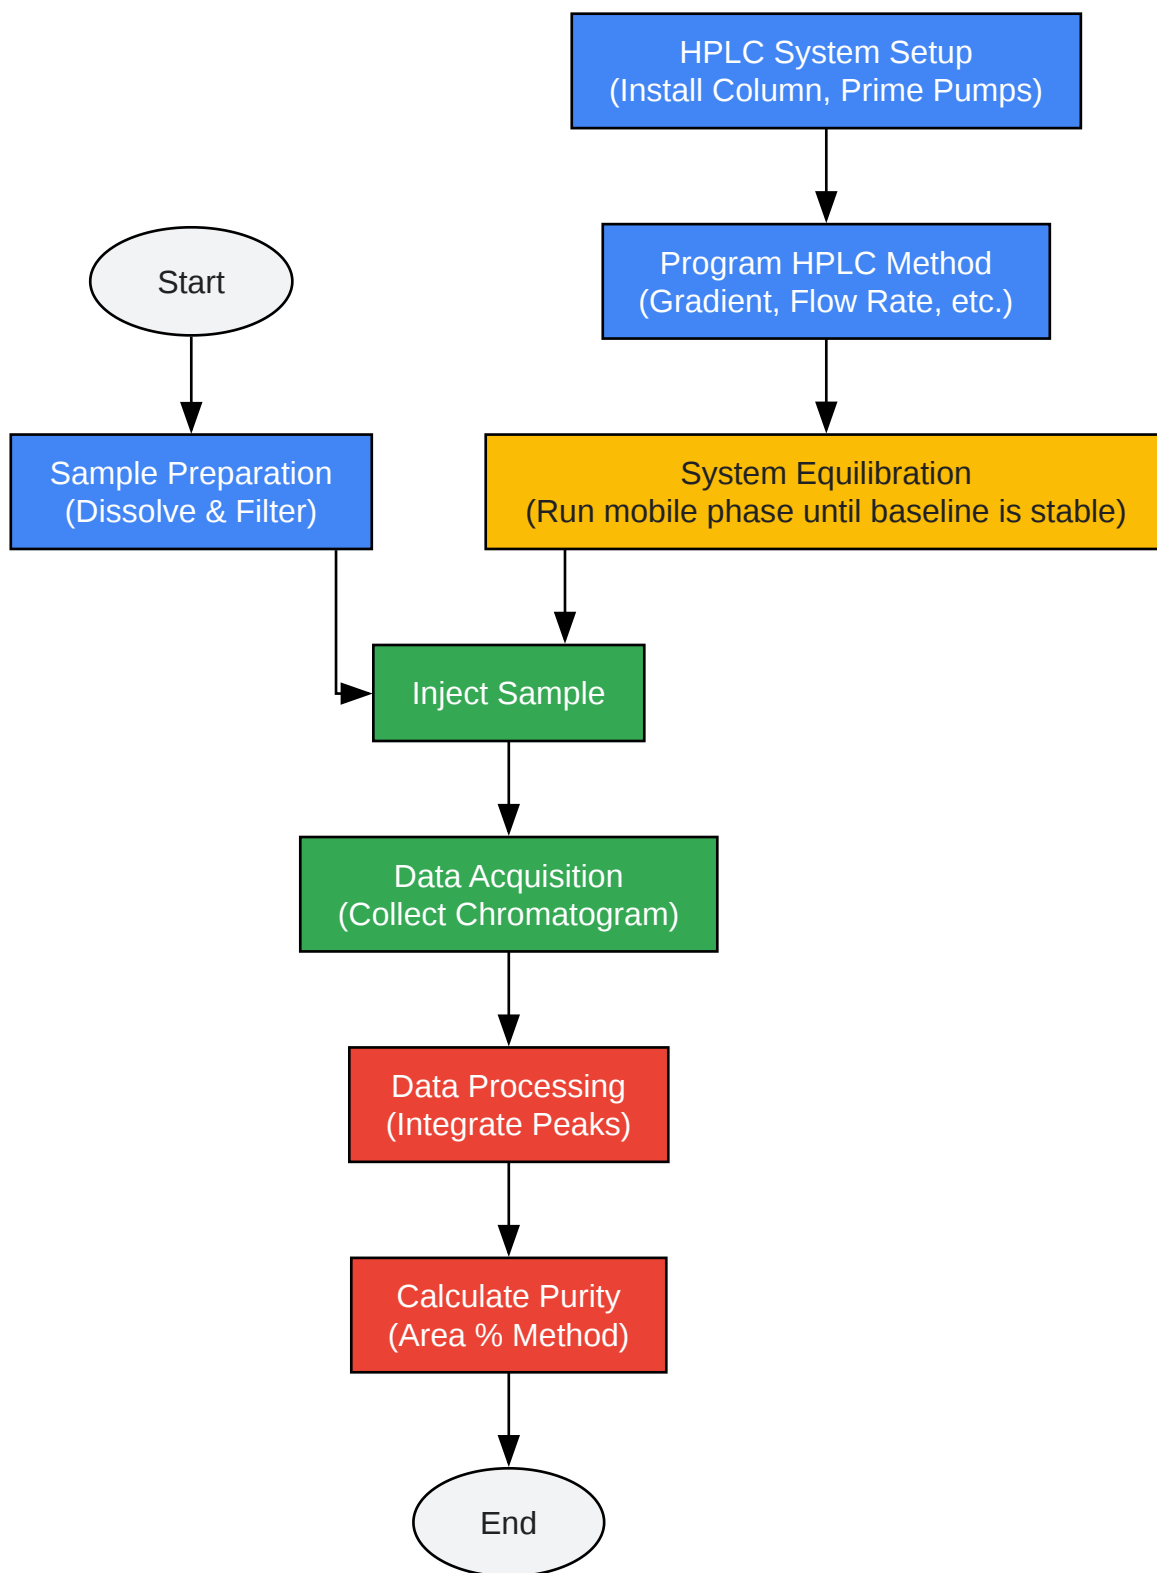 HPLC System Setup
(Install Column, Prime Pumps)
Program HPLC Method
(Gradient, Flow Rate, etc.)
Start
Sample Preparation
(Dissolve & Filter)
System Equilibration
(Run mobile phase until baseline is stable)
Inject Sample
Data Acquisition
(Collect Chromatogram)
Data Processing
(Integrate Peaks)
Calculate Purity
(Area % Method)
End